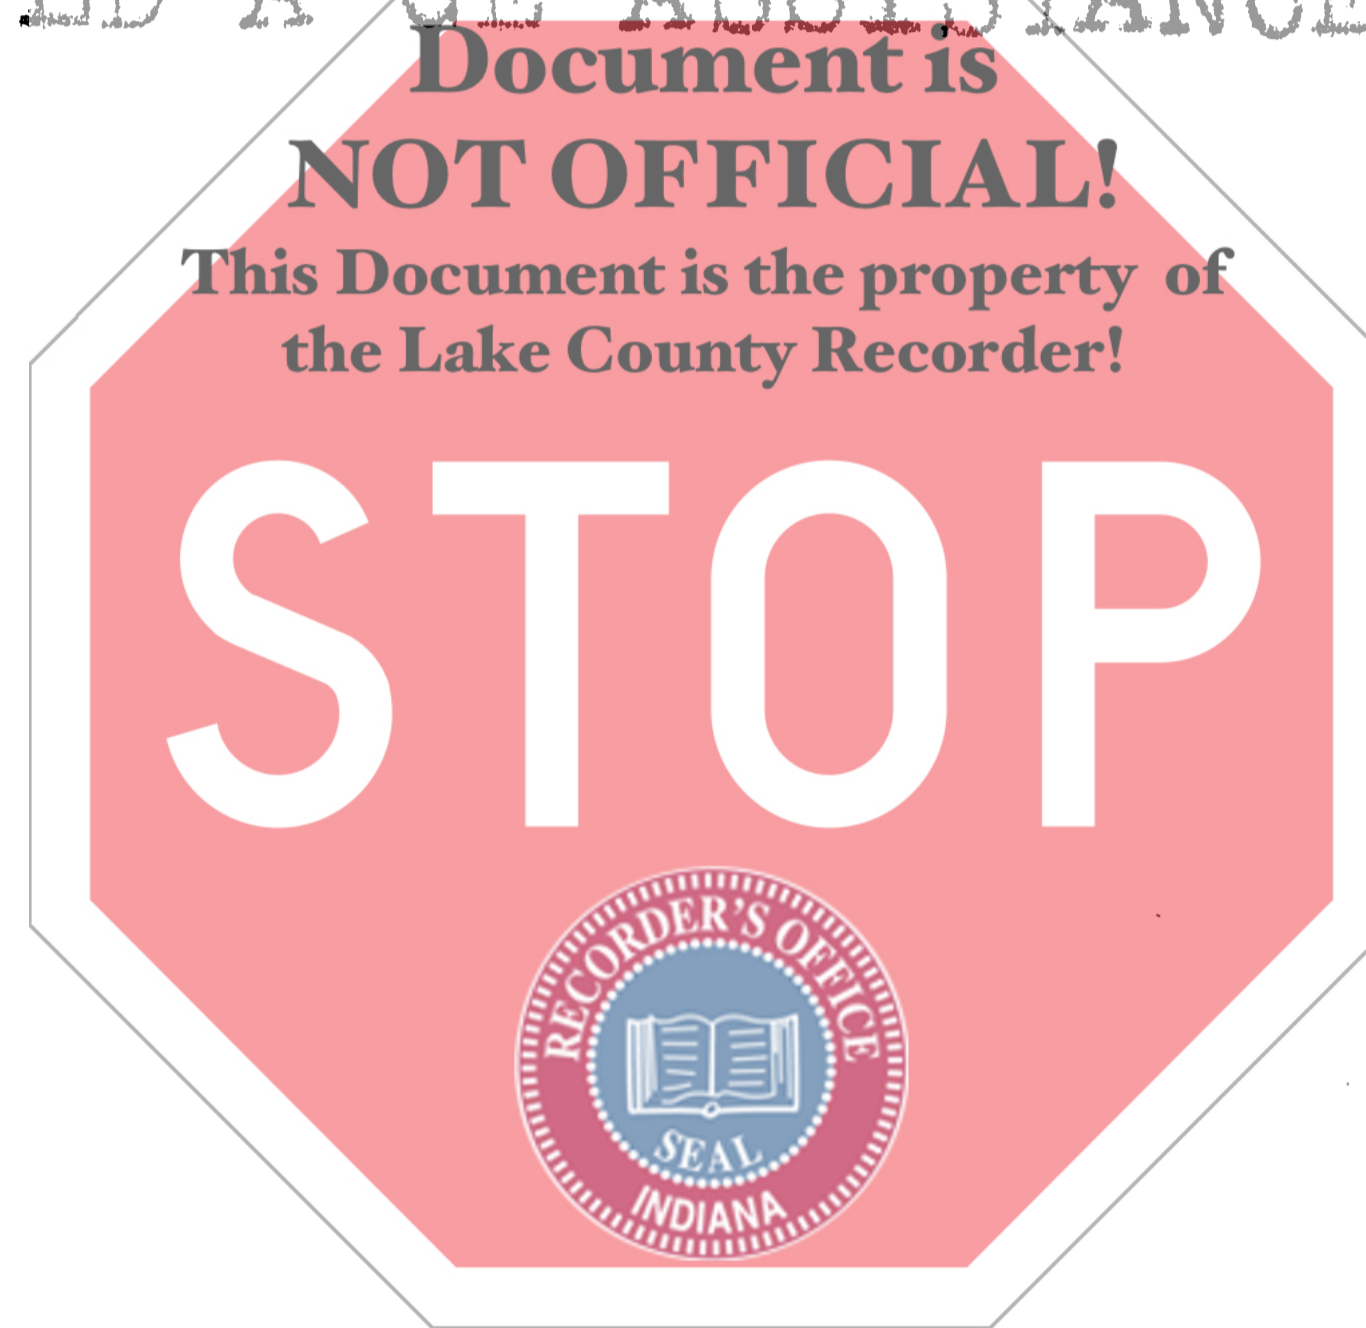 ASSISTANCE
Document is
NOT OFFICIAL!
This Document is the property of
the Lake County Recorder!
STOP
RECORDER'S OFFICE
SEAL
INDIANA